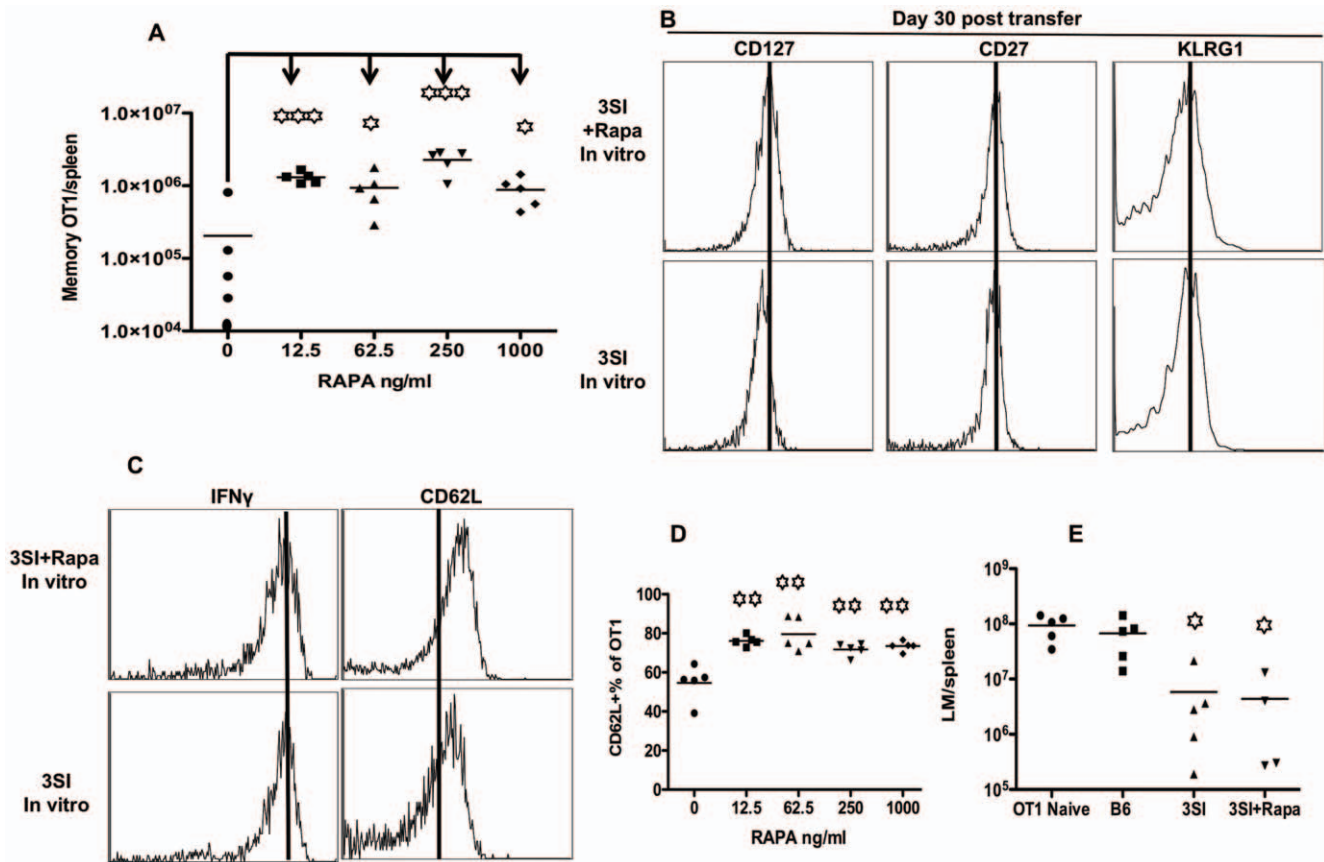 A
Memory OT1/spleen
1.0×10⁰⁷
1.0×10⁰⁶
1.0×10⁰⁵
1.0×10⁰⁴
0 12.5 62.5 250 1000
RAPA ng/ml
B
Day 30 post transfer
CD127 CD27 KLRG1
3SI
+Rapa
In vitro
3SI
In vitro
C
IFNγ CD62L
3SI+Rapa
In vitro
3SI
In vitro
D
CD62L+% of OT1
100
80
60
40
20
0
0 12.5 62.5 250 1000
RAPA ng/ml
E
LM/spleen
10⁹
10⁸
10⁷
10⁶
10⁵
OT1 Naive B6 3SI 3SI+Rapa